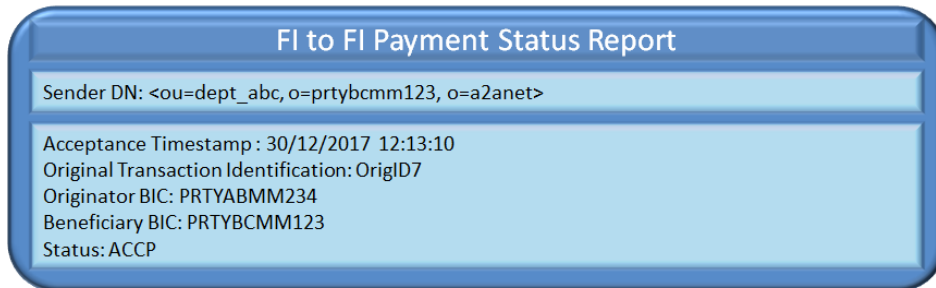 FI to FI Payment Status Report
Sender DN: <ou=dept_abc, o=prtybcmm123, o=a2anet>
Acceptance Timestamp : 30/12/2017 12:13:10
Original Transaction Identification: OrigID7
Originator BIC: PRTYABMM234
Beneficiary BIC: PRTYBCMM123
Status: ACCP